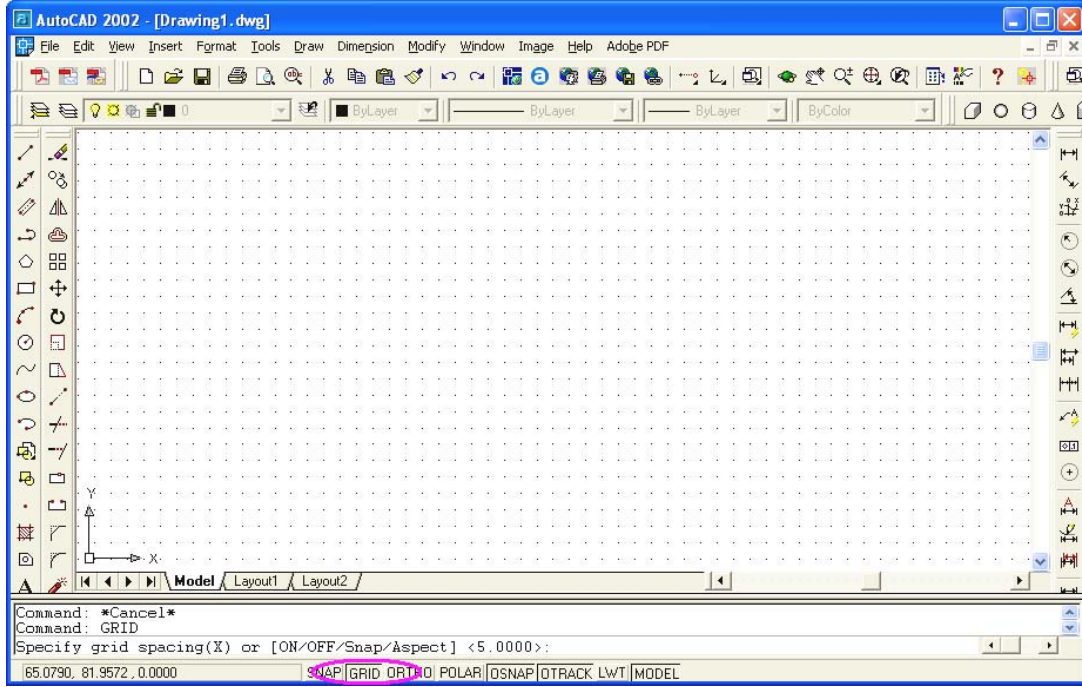 AutoCAD 2002 - [Drawing1.dwg]
File Edit View Insert Format Tools Draw Dimension Modify Window Image Help Adobe PDF
0 ByLayer ByLayer ByLayer ByColor
Y
X
Model Layout1 Layout2
Command: *Cancel*
Command: GRID
Specify grid spacing(X) or [ON/OFF/Snap/Aspect] <5.0000>:
65.0790, 81.9572 , 0.0000 SNAP GRID ORTHO POLAR OSNAP OTRACK LWT MODEL